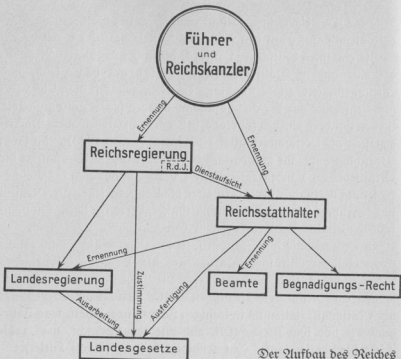 Führer
und
Reichskanzler
Ernennung
Ernennung
Reichsregierung
R.d.J.
Dienstaufsicht
Reichsstatthalter
Ernennung
Ernennung
Landesregierung
Zustimmung
Ausfertigung
Beamte
Begnadigungs-Recht
Ausarbeitung
Landesgesetze
Der Aufbau des Reiches